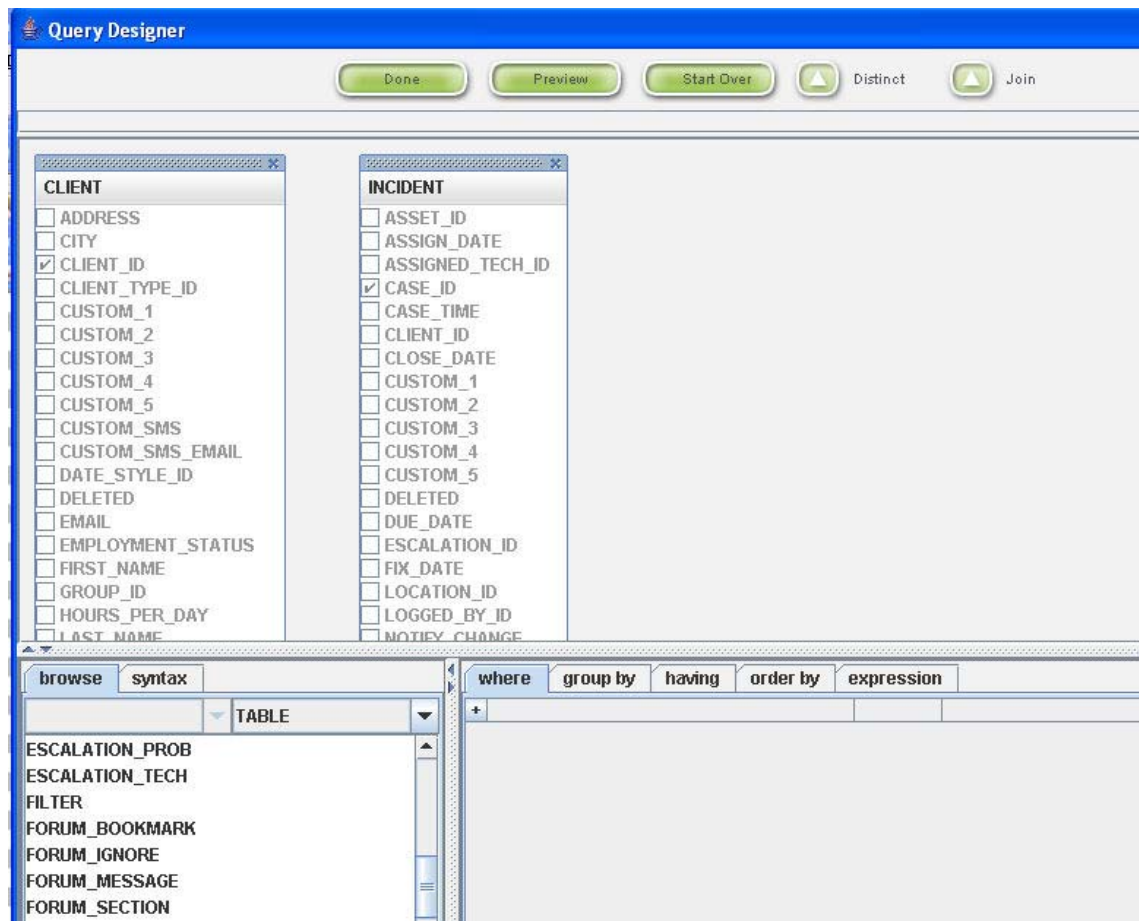 Query Designer
Done Preview Start Over Distinct Join
CLIENT
ADDRESS
CITY
CLIENT_ID
CLIENT_TYPE_ID
CUSTOM_1
CUSTOM_2
CUSTOM_3
CUSTOM_4
CUSTOM_5
CUSTOM_SMS
CUSTOM_SMS_EMAIL
DATE_STYLE_ID
DELETED
EMAIL
EMPLOYMENT_STATUS
FIRST_NAME
GROUP_ID
HOURS_PER_DAY
LAST_NAME
INCIDENT
ASSET_ID
ASSIGN_DATE
ASSIGNED_TECH_ID
CASE_ID
CASE_TIME
CLIENT_ID
CLOSE_DATE
CUSTOM_1
CUSTOM_2
CUSTOM_3
CUSTOM_4
CUSTOM_5
DELETED
DUE_DATE
ESCALATION_ID
FIX_DATE
LOCATION_ID
LOGGED_BY_ID
NOTIFY_CHANGE
browse syntax
TABLE
ESCALATION_PROB
ESCALATION_TECH
FILTER
FORUM_BOOKMARK
FORUM_IGNORE
FORUM_MESSAGE
FORUM_SECTION
where group by having order by expression
+